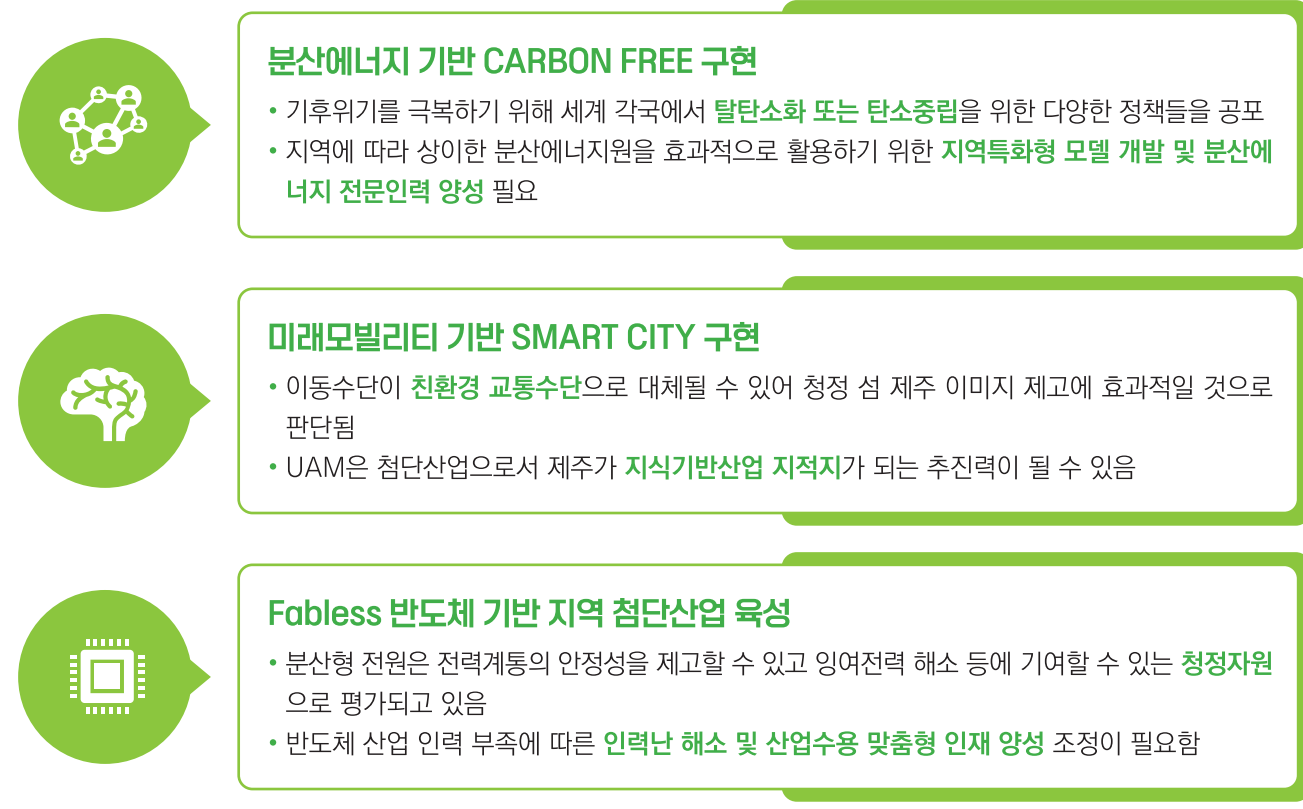 분산에너지 기반 CARBON FREE 구현
• 기후위기를 극복하기 위해 세계 각국에서 탈탄소화 또는 탄소중립을 위한 다양한 정책들을 공포
• 지역에 따라 상이한 분산에너지원을 효과적으로 활용하기 위한 지역특화형 모델 개발 및 분산에
너지 전문인력 양성 필요
미래모빌리티 기반 SMART CITY 구현
• 이동수단이 친환경 교통수단으로 대체될 수 있어 청정 섬 제주 이미지 제고에 효과적일 것으로
판단됨
• UAM은 첨단산업으로서 제주가 지식기반산업 지적지가 되는 추진력이 될 수 있음
Fabless 반도체 기반 지역 첨단산업 육성
• 분산형 전원은 전력계통의 안정성을 제고할 수 있고 잉여전력 해소 등에 기여할 수 있는 청정자원
으로 평가되고 있음
• 반도체 산업 인력 부족에 따른 인력난 해소 및 산업수용 맞춤형 인재 양성 조정이 필요함